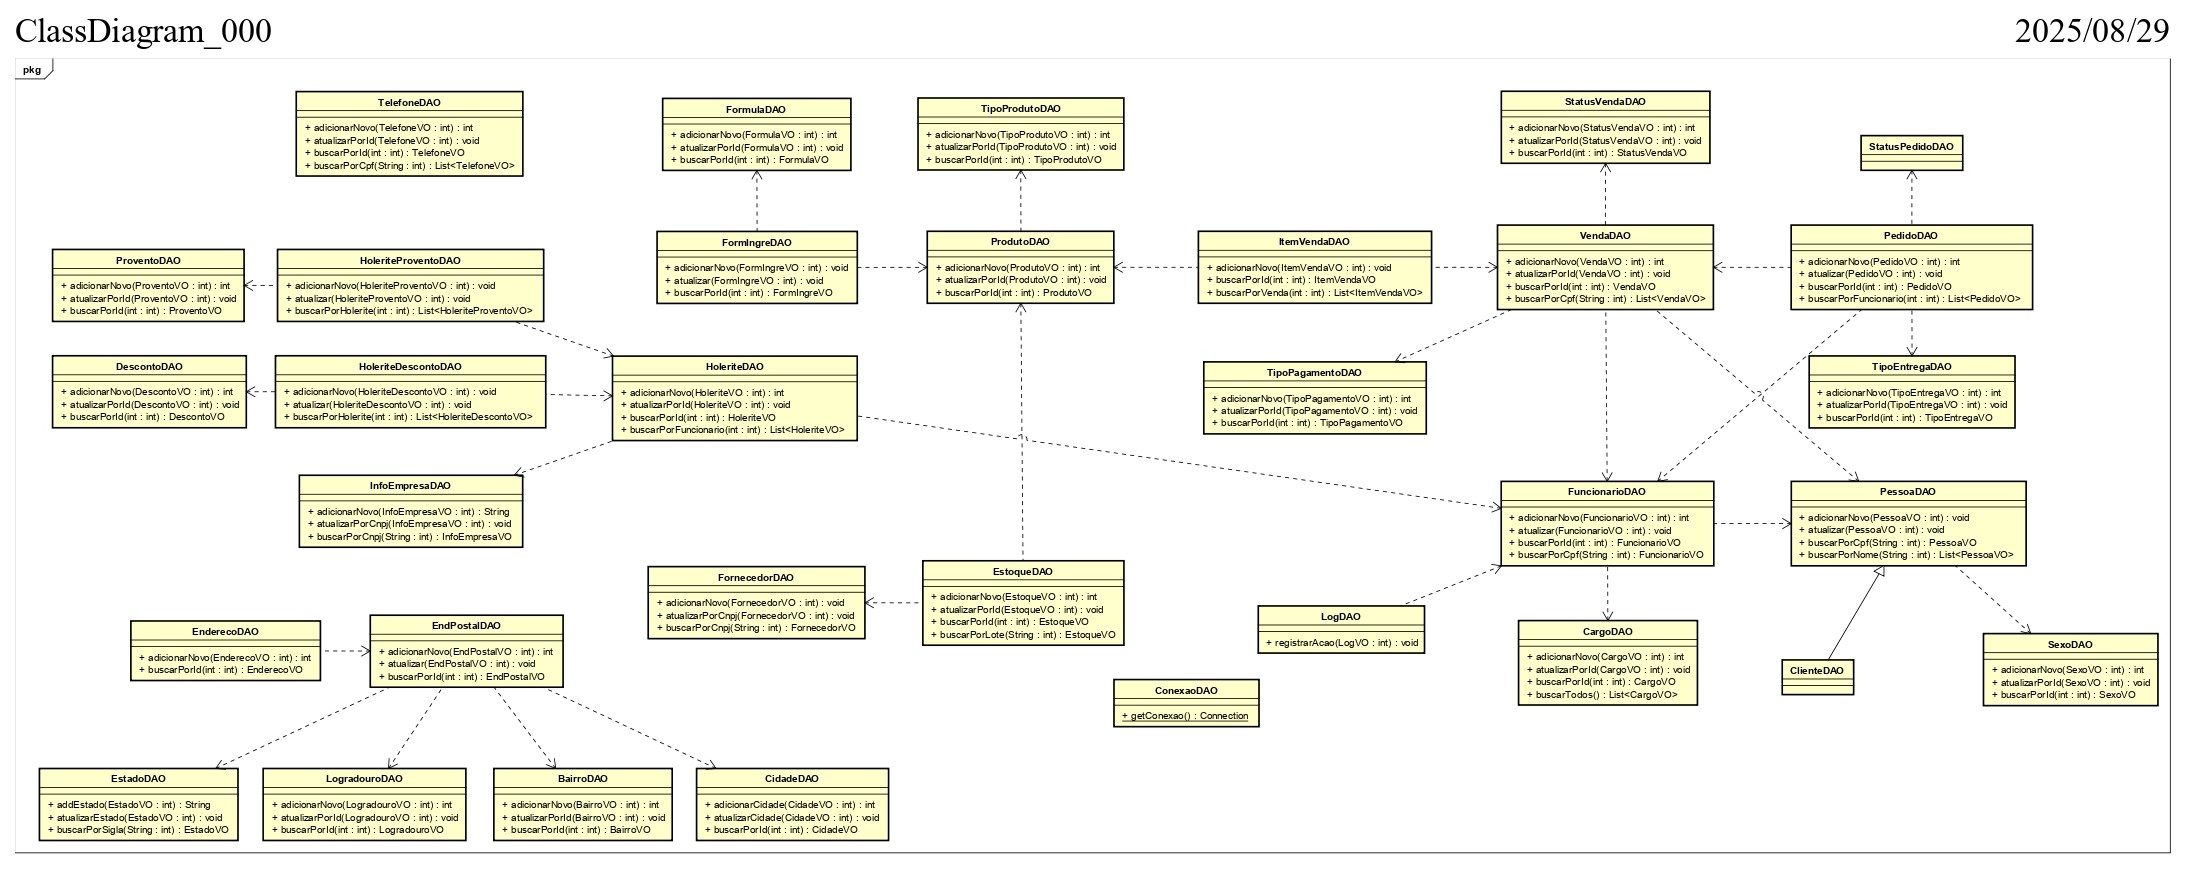 ClassDiagram_000
2025/08/29
pkg
TelefoneDAO
+ adicionarNovo(TelefoneVO : int) : int
+ atualizarPorId(TelefoneVO : int) : void
+ buscarPorId(int : int) : TelefoneVO
+ buscarPorCpf(String : int) : List<TelefoneVO>
FormulaDAO
+ adicionarNovo(FormulaVO : int) : int
+ atualizarPorId(FormulaVO : int) : void
+ buscarPorId(int : int) : FormulaVO
TipoProdutoDAO
+ adicionarNovo(TipoProdutoVO : int) : int
+ atualizarPorId(TipoProdutoVO : int) : void
+ buscarPorId(int : int) : TipoProdutoVO
StatusVendaDAO
+ adicionarNovo(StatusVendaVO : int) : int
+ atualizarPorId(StatusVendaVO : int) : void
+ buscarPorId(int : int) : StatusVendaVO
StatusPedidoDAO
ProventoDAO
+ adicionarNovo(ProventoVO : int) : int
+ atualizarPorId(ProventoVO : int) : void
+ buscarPorId(int : int) : ProventoVO
HoleriteProventoDAO
+ adicionarNovo(HoleriteProventoVO : int) : void
+ atualizar(HoleriteProventoVO : int) : void
+ buscarPorHolerite(int : int) : List<HoleriteProventoVO>
FormIngreDAO
+ adicionarNovo(FormIngreVO : int) : void
+ atualizar(FormIngreVO : int) : void
+ buscarPorId(int : int) : FormIngreVO
ProdutoDAO
+ adicionarNovo(ProdutoVO : int) : int
+ atualizarPorId(ProdutoVO : int) : void
+ buscarPorId(int : int) : ProdutoVO
ItemVendaDAO
+ adicionarNovo(ItemVendaVO : int) : void
+ buscarPorId(int : int) : ItemVendaVO
+ buscarPorVenda(int : int) : List<ItemVendaVO>
VendaDAO
+ adicionarNovo(VendaVO : int) : int
+ atualizarPorId(VendaVO : int) : void
+ buscarPorId(int : int) : VendaVO
+ buscarPorCpf(String : int) : List<VendaVO>
PedidoDAO
+ adicionarNovo(PedidoVO : int) : int
+ atualizar(PedidoVO : int) : void
+ buscarPorId(int : int) : PedidoVO
+ buscarPorFuncionario(int : int) : List<PedidoVO>
DescontoDAO
+ adicionarNovo(DescontoVO : int) : int
+ atualizarPorId(DescontoVO : int) : void
+ buscarPorId(int : int) : DescontoVO
HoleriteDescontoDAO
+ adicionarNovo(HoleriteDescontoVO : int) : void
+ atualizar(HoleriteDescontoVO : int) : void
+ buscarPorHolerite(int : int) : List<HoleriteDescontoVO>
HoleriteDAO
+ adicionarNovo(HoleriteVO : int) : int
+ atualizarPorId(HoleriteVO : int) : void
+ buscarPorId(int : int) : HoleriteVO
+ buscarPorFuncionario(int : int) : List<HoleriteVO>
TipoPagamentoDAO
+ adicionarNovo(TipoPagamentoVO : int) : int
+ atualizarPorId(TipoPagamentoVO : int) : void
+ buscarPorId(int : int) : TipoPagamentoVO
TipoEntregaDAO
+ adicionarNovo(TipoEntregaVO : int) : int
+ atualizarPorId(TipoEntregaVO : int) : void
+ buscarPorId(int : int) : TipoEntregaVO
InfoEmpresaDAO
+ adicionarNovo(InfoEmpresaVO : int) : String
+ atualizarPorCnpj(InfoEmpresaVO : int) : void
+ buscarPorCnpj(String : int) : InfoEmpresaVO
FuncionarioDAO
+ adicionarNovo(FuncionarioVO : int) : int
+ atualizar(FuncionarioVO : int) : void
+ buscarPorId(int : int) : FuncionarioVO
+ buscarPorCpf(String : int) : FuncionarioVO
PessoaDAO
+ adicionarNovo(PessoaVO : int) : void
+ atualizar(PessoaVO : int) : void
+ buscarPorCpf(String : int) : PessoaVO
+ buscarPorNome(String : int) : List<PessoaVO>
FornecedorDAO
+ adicionarNovo(FornecedorVO : int) : void
+ atualizarPorCnpj(FornecedorVO : int) : void
+ buscarPorCnpj(String : int) : FornecedorVO
EstoqueDAO
+ adicionarNovo(EstoqueVO : int) : int
+ atualizarPorId(EstoqueVO : int) : void
+ buscarPorId(int : int) : EstoqueVO
+ buscarPorLote(String : int) : EstoqueVO
LogDAO
+ registrarAcao(LogVO : int) : void
CargoDAO
+ adicionarNovo(CargoVO : int) : int
+ atualizarPorId(CargoVO : int) : void
+ buscarPorId(int : int) : CargoVO
+ buscarTodos() : List<CargoVO>
ClienteDAO
SexoDAO
+ adicionarNovo(SexoVO : int) : int
+ atualizarPorId(SexoVO : int) : void
+ buscarPorId(int : int) : SexoVO
EnderecoDAO
+ adicionarNovo(EnderecoVO : int) : int
+ buscarPorId(int : int) : EnderecoVO
EndPostalDAO
+ adicionarNovo(EndPostalVO : int) : int
+ atualizar(EndPostalVO : int) : void
+ buscarPorId(int : int) : EndPostalVO
ConexaoDAO
+ getConexao() : Connection
EstadoDAO
+ addEstado(EstadoVO : int) : String
+ atualizarEstado(EstadoVO : int) : void
+ buscarPorSigla(String : int) : EstadoVO
LogradouroDAO
+ adicionarNovo(LogradouroVO : int) : int
+ atualizarPorId(LogradouroVO : int) : void
+ buscarPorId(int : int) : LogradouroVO
BairroDAO
+ adicionarNovo(BairroVO : int) : int
+ atualizarPorId(BairroVO : int) : void
+ buscarPorId(int : int) : BairroVO
CidadeDAO
+ adicionarCidade(CidadeVO : int) : int
+ atualizarCidade(CidadeVO : int) : void
+ buscarPorId(int : int) : CidadeVO